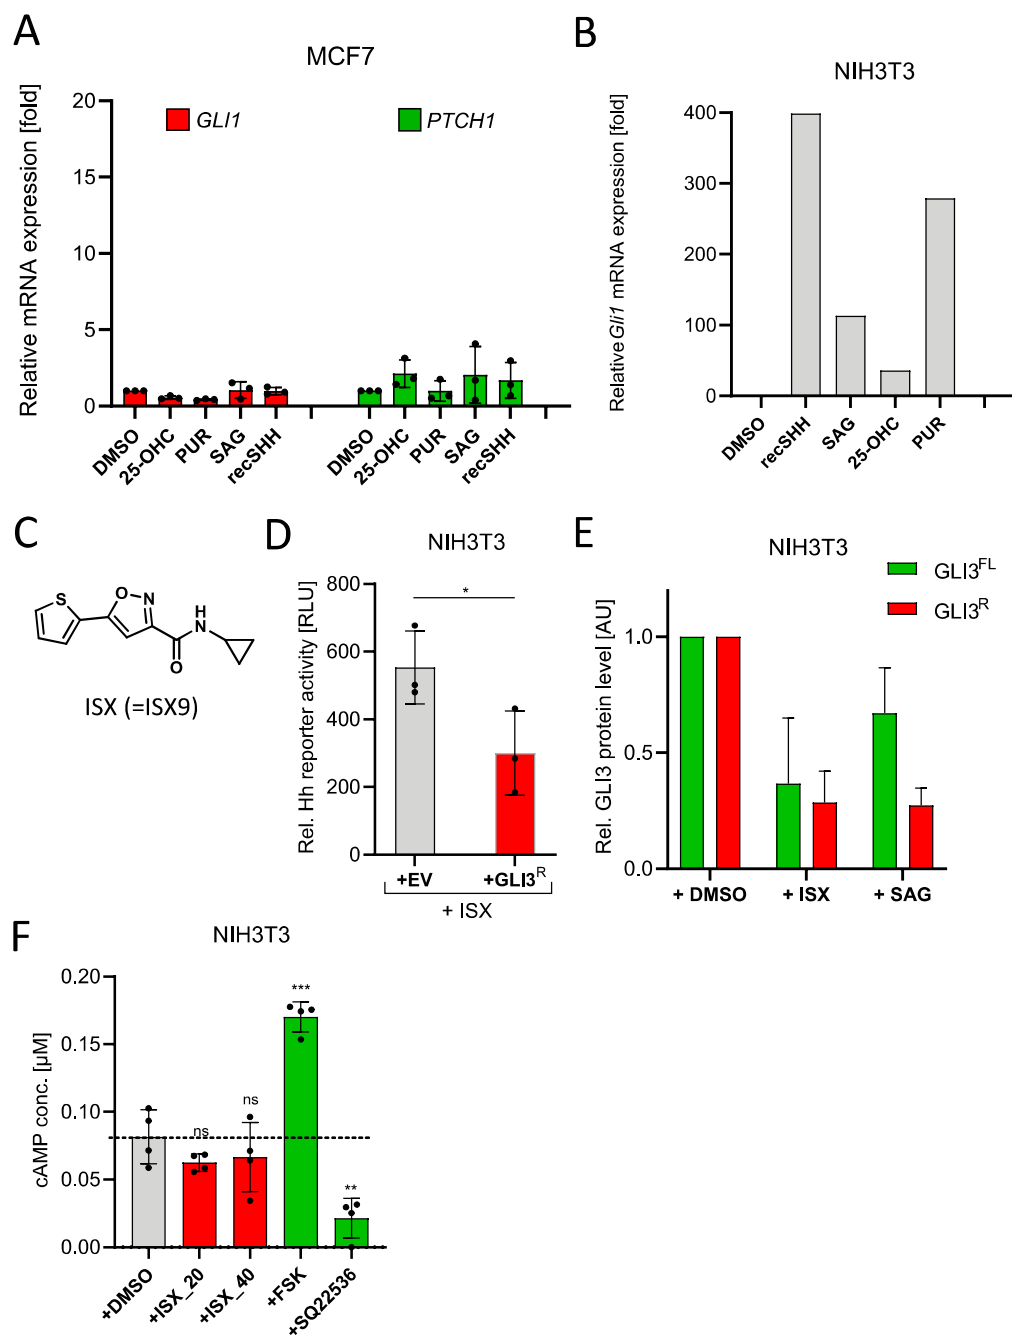 A
MCF7
Relative mRNA expression [fold]
20
15
10
5
0
GLI1
PTCH1
DMSO
25-OHC
PUR
SAG
recSHH
DMSO
25-OHC
PUR
SAG
recSHH
B
NIH3T3
Relative Gli1 mRNA expression [fold]
400
300
200
100
0
DMSO
recSHH
SAG
25-OHC
PUR
C
S
O
N
H
N
O
ISX (=ISX9)
D
NIH3T3
Rel. Hh reporter activity [RLU]
800
600
400
200
0
*
+EV
+GLI3R
+ ISX
E
NIH3T3
GLI3FL
GLI3R
Rel. GLI3 protein level [AU]
1.0
0.5
0.0
+ DMSO
+ ISX
+ SAG
F
NIH3T3
cAMP conc. [µM]
0.20
0.15
0.10
0.05
0.00
ns
ns
***
**
+DMSO
+ISX_20
+ISX_40
+FSK
+SQ22536